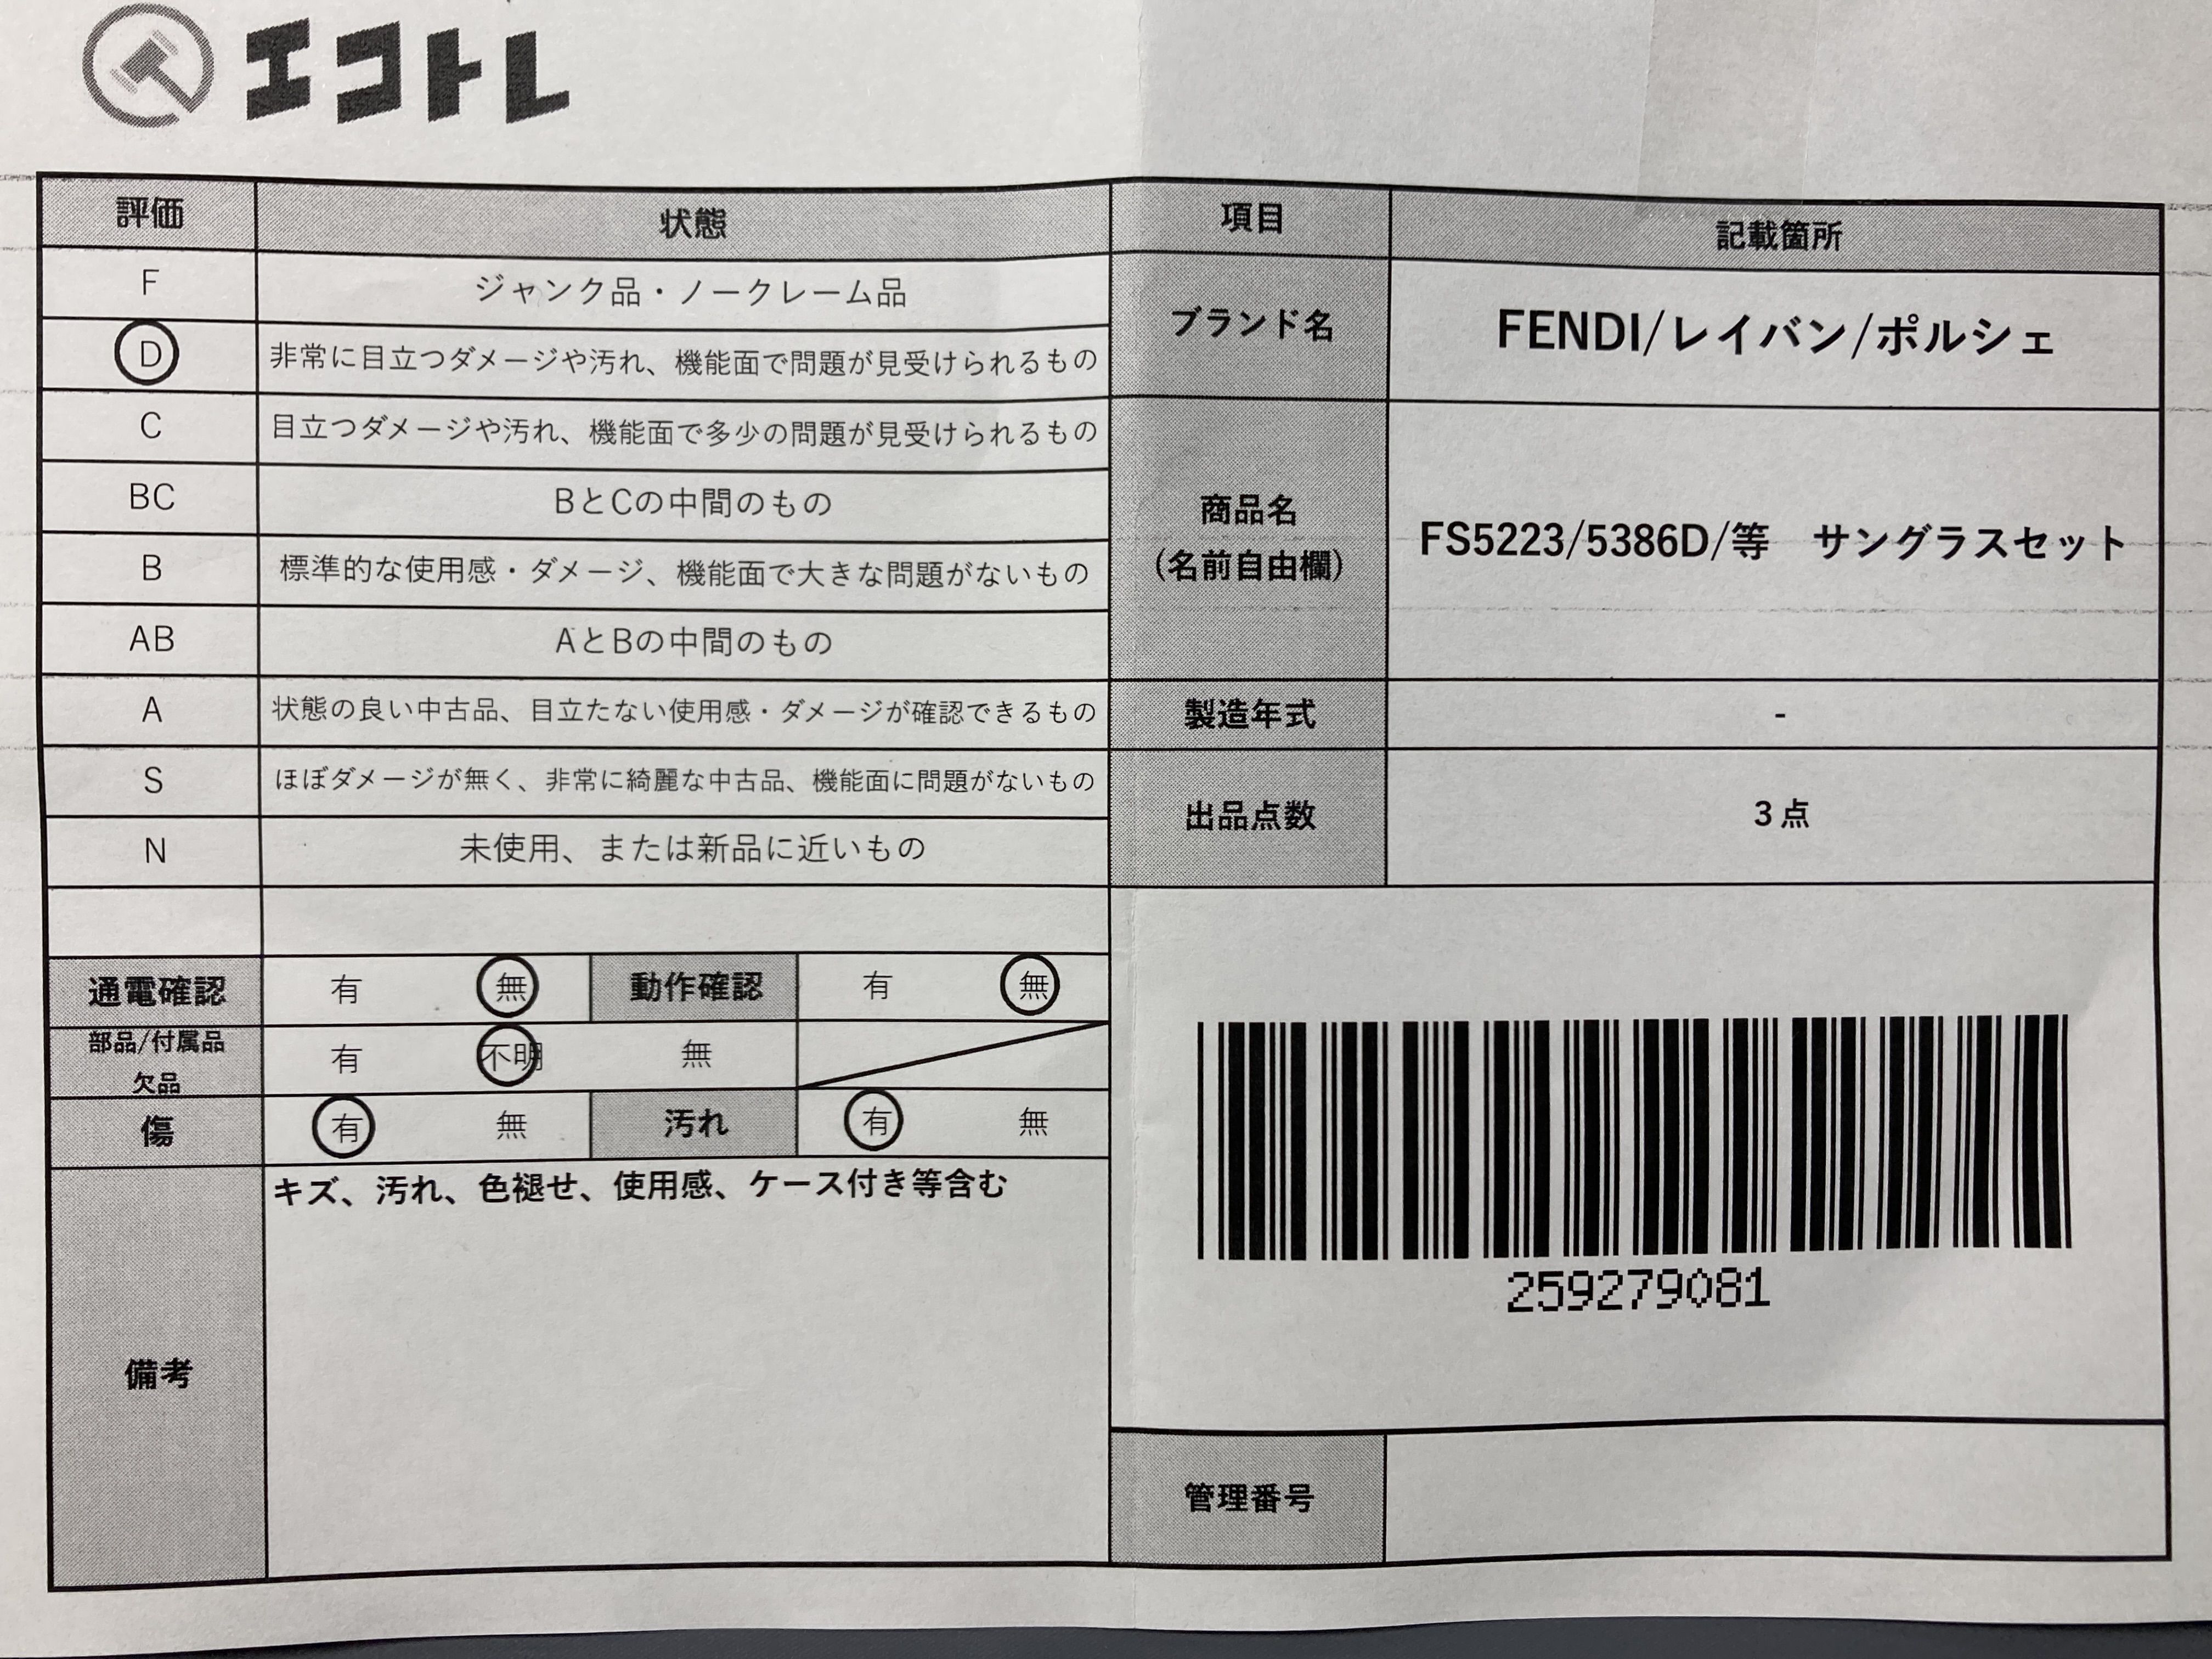 エコトレ
評価 状態 項目 記載箇所
F ジャンク品・ノークレーム品
D 非常に目立つダメージや汚れ、機能面で問題が見受けられるもの
ブランド名 FENDI/レイバン/ポルシェ
C 目立つダメージや汚れ、機能面で多少の問題が見受けられるもの
BC BとCの中間のもの
商品名
(名前自由欄)
FS5223/5386D/等　サングラスセット
B 標準的な使用感・ダメージ、機能面で大きな問題がないもの
AB AとBの中間のもの
A 状態の良い中古品、目立たない使用感・ダメージが確認できるもの
製造年式 -
S ほぼダメージが無く、非常に綺麗な中古品、機能面に問題がないもの
出品点数 3点
N 未使用、または新品に近いもの
通電確認 有 無 動作確認 有 無
部品/付属品
欠品
有 不明 無
傷 有 無 汚れ 有 無
備考
キズ、汚れ、色褪せ、使用感、ケース付き等含む
259279081
管理番号